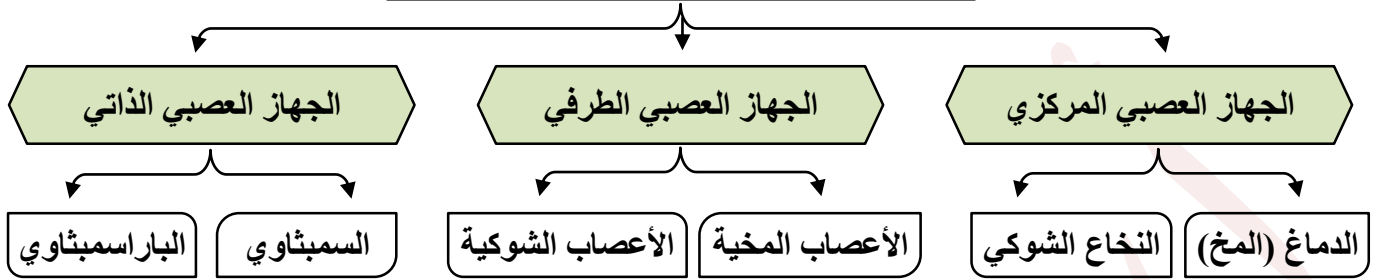 الجهاز العصبي المركزي
الجهاز العصبي الطرفي
الجهاز العصبي الذاتي
الدماغ (المخ)
النخاع الشوكي
الأعصاب المخية
الأعصاب الشوكية
السمبثاوي
الباراسمبثاوي